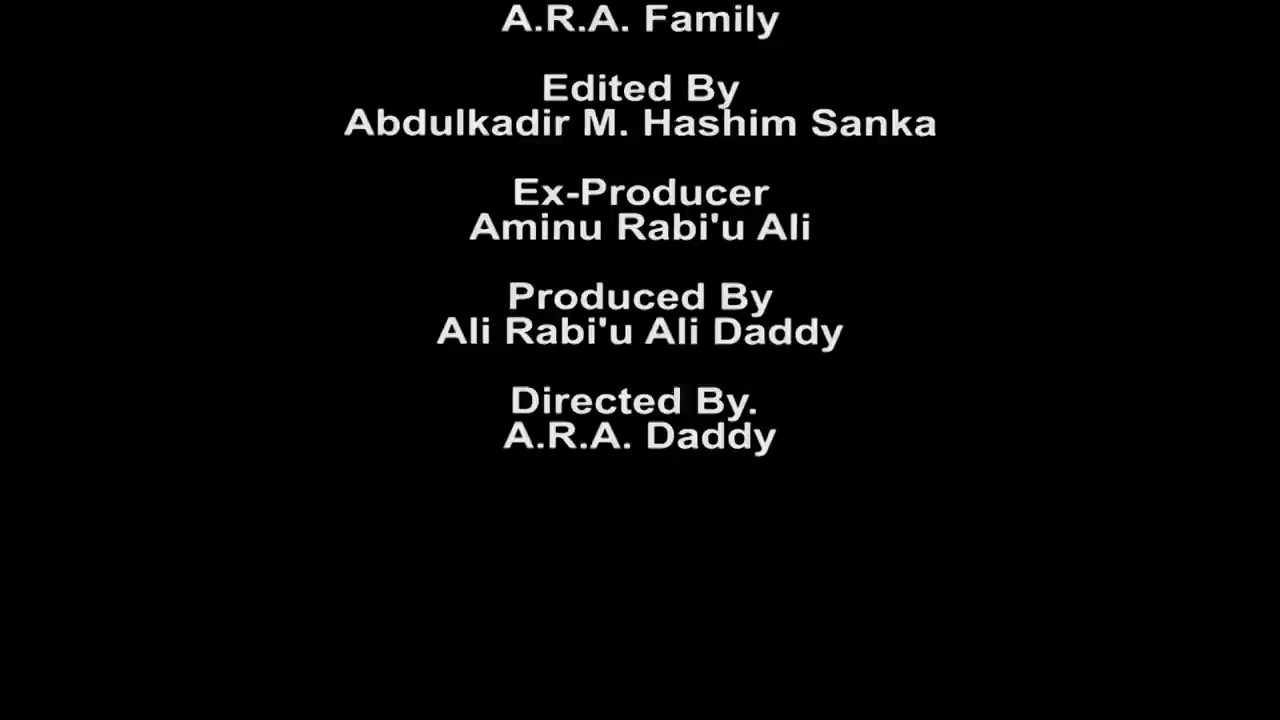 A.R.A. Family
Edited By
Abdulkadir M. Hashim Sanka
Ex-Producer
Aminu Rabi'u Ali
Produced By
Ali Rabi'u Ali Daddy
Directed By.
A.R.A. Daddy